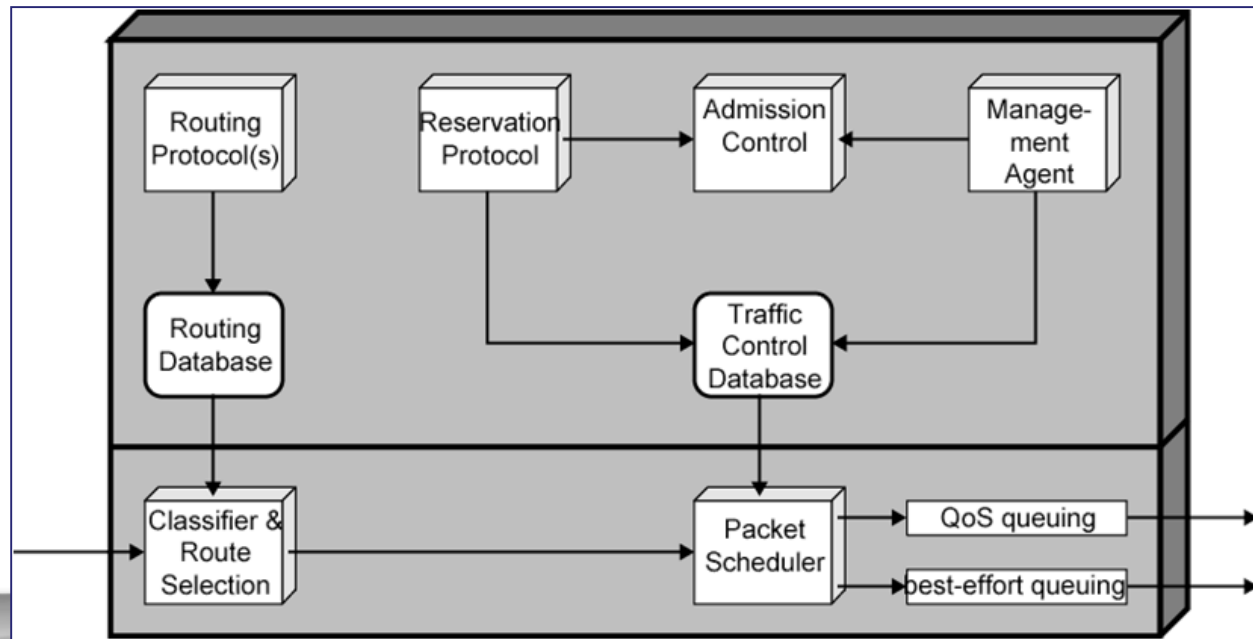 Routing
Protocol(s)
Reservation
Protocol
Admission
Control
Manage-
ment
Agent
Routing
Database
Traffic
Control
Database
Classifier &
Route
Selection
Packet
Scheduler
QoS queuing
best-effort queuing